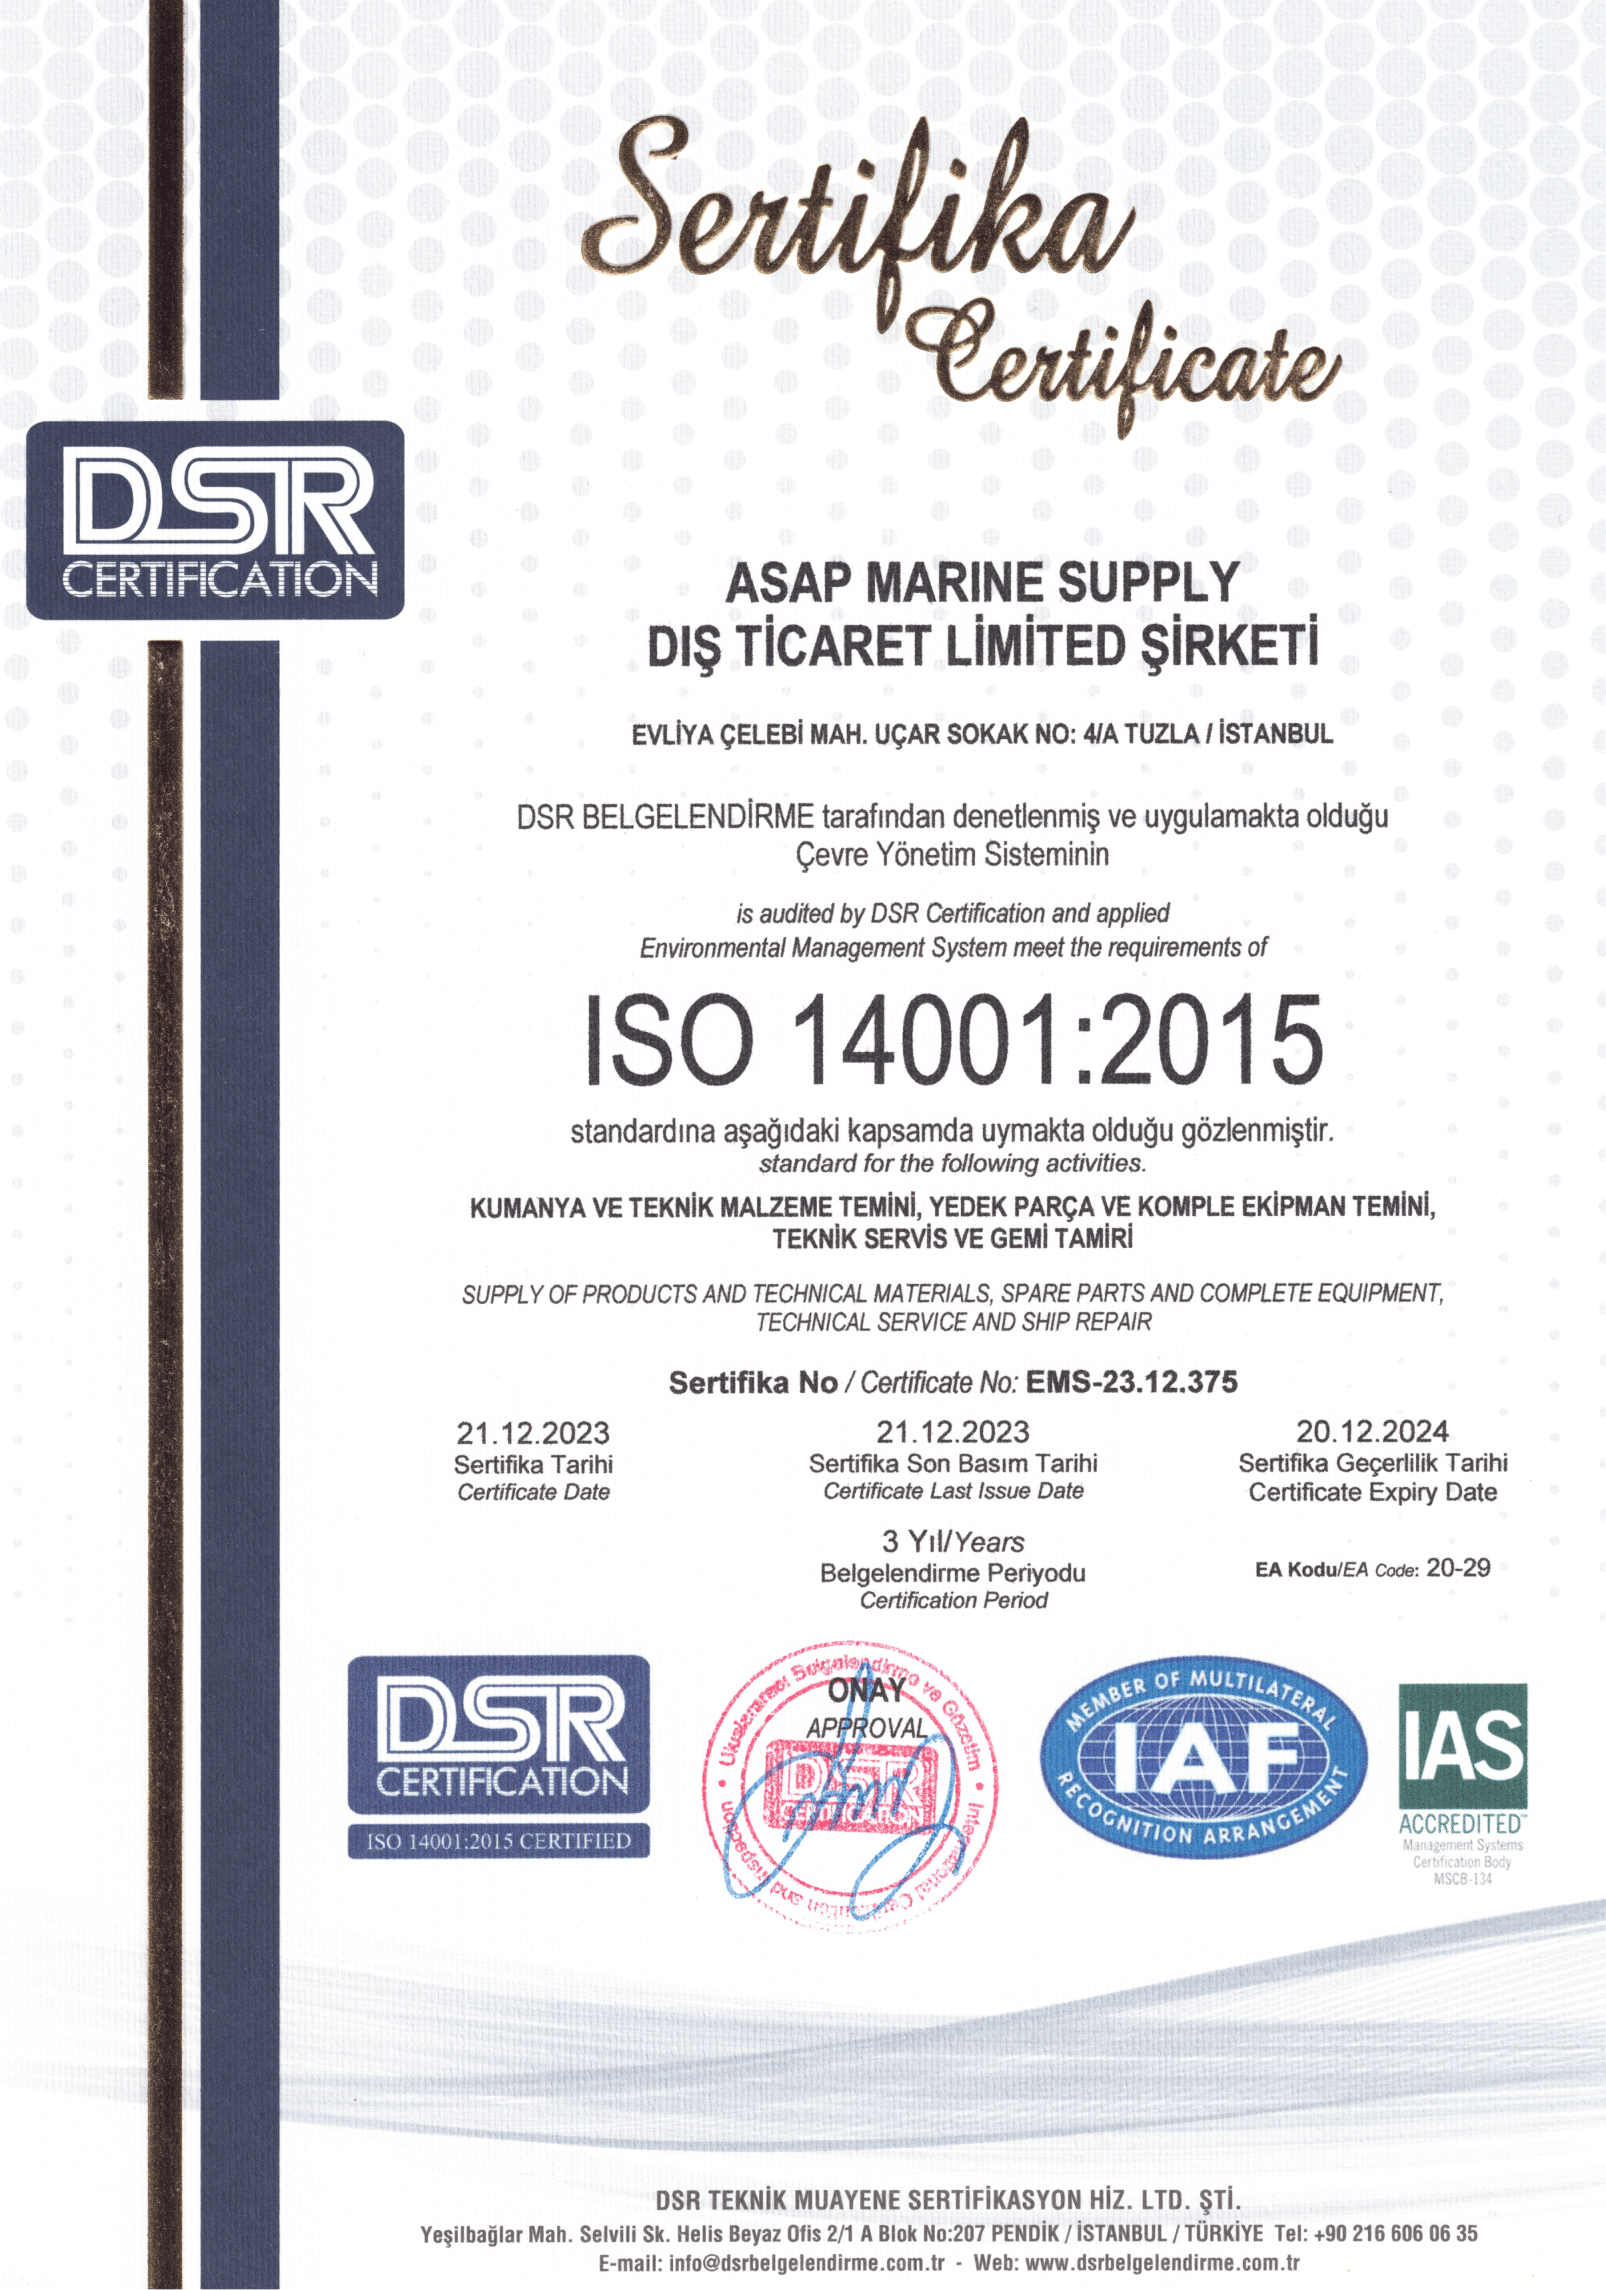 Sertifika
Certificate
DSR
CERTIFICATION
ASAP MARINE SUPPLY
DIŞ TİCARET LİMİTED ŞİRKETİ
EVLİYA ÇELEBİ MAH. UÇAR SOKAK NO: 4/A TUZLA / İSTANBUL
DSR BELGELENDİRME tarafından denetlenmiş ve uygulamakta olduğu
Çevre Yönetim Sisteminin
is audited by DSR Certification and applied
Environmental Management System meet the requirements of
ISO 14001:2015
standardına aşağıdaki kapsamda uymakta olduğu gözlenmiştir.
standard for the following activities.
KUMANYA VE TEKNİK MALZEME TEMİNİ, YEDEK PARÇA VE KOMPLE EKİPMAN TEMİNİ,
TEKNİK SERVİS VE GEMİ TAMİRİ
SUPPLY OF PRODUCTS AND TECHNICAL MATERIALS, SPARE PARTS AND COMPLETE EQUIPMENT,
TECHNICAL SERVICE AND SHIP REPAIR
Sertifika No / Certificate No: EMS-23.12.375
21.12.2023
Sertifika Tarihi
Certificate Date
21.12.2023
Sertifika Son Basım Tarihi
Certificate Last Issue Date
20.12.2024
Sertifika Geçerlilik Tarihi
Certificate Expiry Date
3 Yıl/Years
Belgelendirme Periyodu
Certification Period
EA Kodu/EA Code: 20-29
DSR
CERTIFICATION
ISO 14001:2015 CERTIFIED
Uluslararası Belgelendirme ve Gözetim
ONAY
APPROVAL
DSR
CERTIFICATION
International Certification and Inspection
MEMBER OF MULTILATERAL
IAF
RECOGNITION ARRANGEMENT
IAS
ACCREDITED™
Management Systems
Certification Body
MSCB-134
DSR TEKNİK MUAYENE SERTİFİKASYON HİZ. LTD. ŞTİ.
Yeşilbağlar Mah. Selvili Sk. Helis Beyaz Ofis 2/1 A Blok No:207 PENDİK / İSTANBUL / TÜRKİYE Tel: +90 216 606 06 35
E-mail: info@dsrbelgelendirme.com.tr - Web: www.dsrbelgelendirme.com.tr